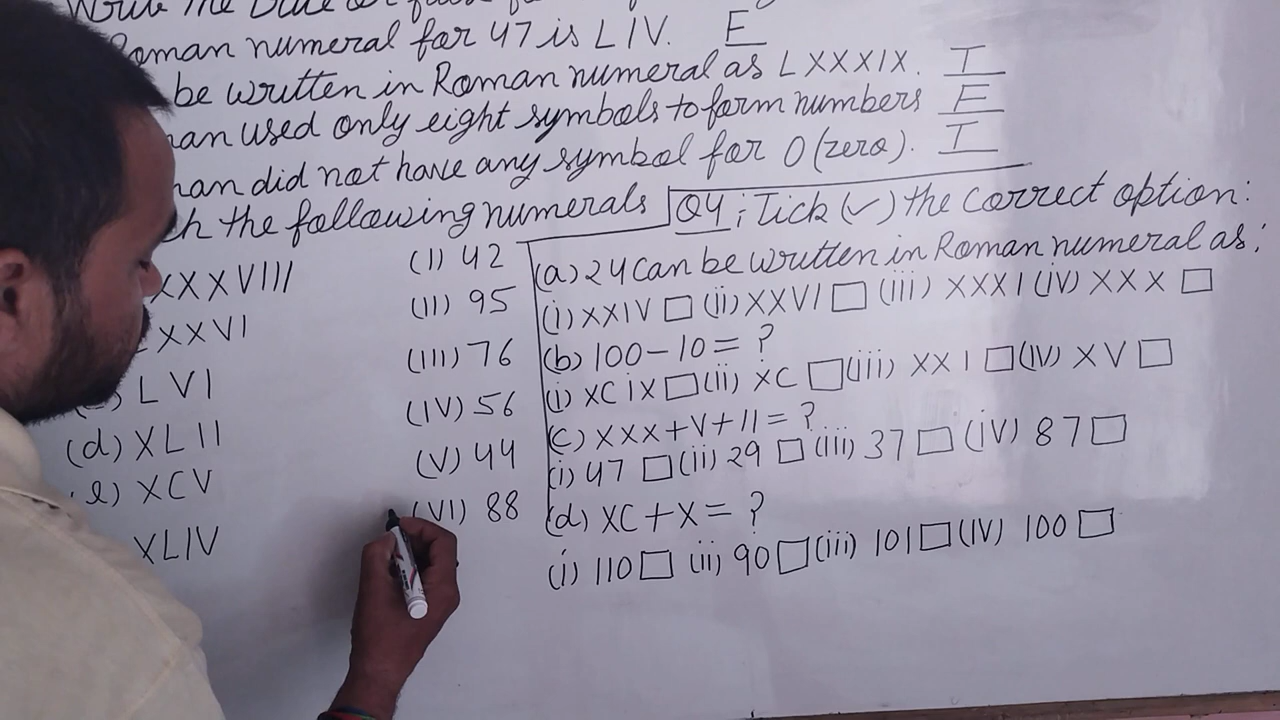 Write the
Roman numeral for 47 is LIV. F
be written in Roman numeral as LXXXIX. T
man used only eight symbols to form numbers F
man did not have any symbol for 0 (zero). T
the following numerals
XXXVIII (I) 42
XXVI (II) 95
(III) 76
LVI (IV) 56
(d) XLII (V) 44
(e) XCV (VI) 88
XLIV
Q4; Tick (✓) the correct option:
(a) 24 can be written in Roman numeral as:
(i) XXIV □ (ii) XXVI □ (iii) XXXI (iv) XXX □
(b) 100-10 = ?
(i) XCIX □ (ii) XC □ (iii) XXI □ (IV) XV □
(c) XXX+V+II = ?
(i) 47 □ (ii) 29 □ (iii) 37 □ (iV) 87 □
(d) XC+X = ?
(i) 110 □ (ii) 90 □ (iii) 101 □ (IV) 100 □